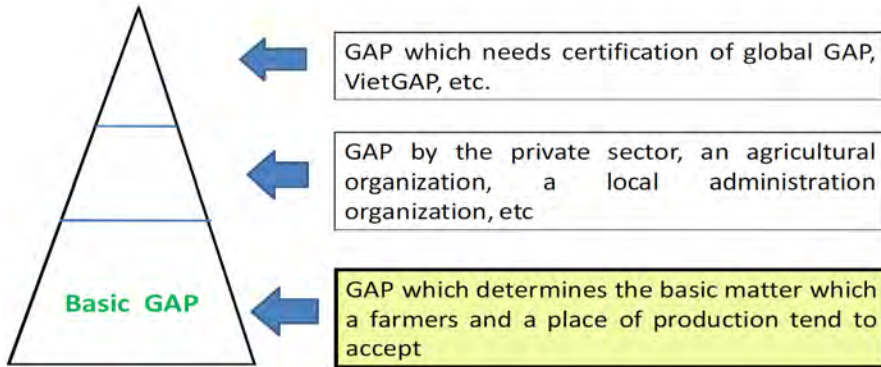 GAP which needs certification of global GAP,
VietGAP, etc.
GAP by the private sector, an agricultural
organization, a local administration
organization, etc
Basic GAP
GAP which determines the basic matter which
a farmers and a place of production tend to
accept